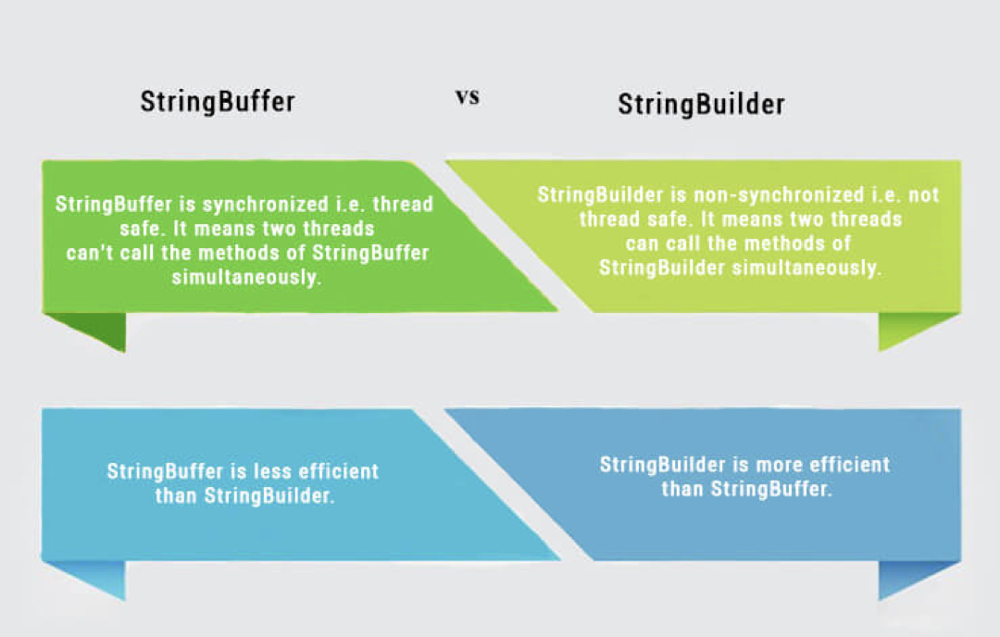 StringBuffer vs StringBuilder
StringBuffer is synchronized i.e. thread
safe. It means two threads
can't call the methods of StringBuffer
simultaneously.
StringBuilder is non-synchronized i.e. not
thread safe. It means two threads
can call the methods of
StringBuilder simultaneously.
StringBuffer is less efficient
than StringBuilder.
StringBuilder is more efficient
than StringBuffer.